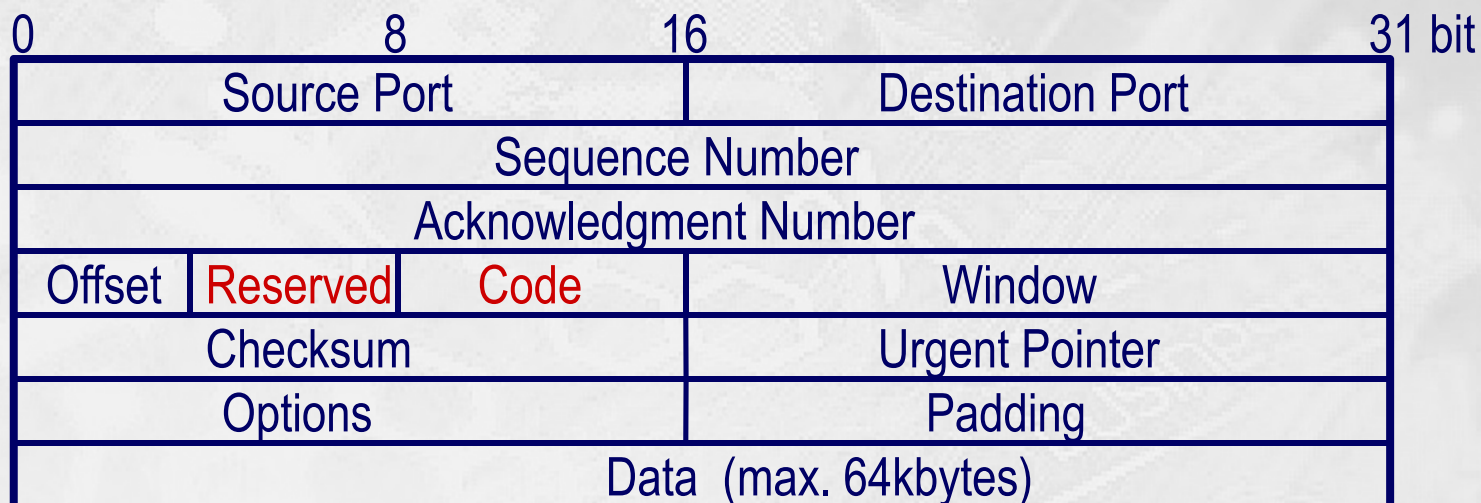 0 8 16 31 bit
Source Port Destination Port
Sequence Number
Acknowledgment Number
Offset Reserved Code Window
Checksum Urgent Pointer
Options Padding
Data (max. 64kbytes)